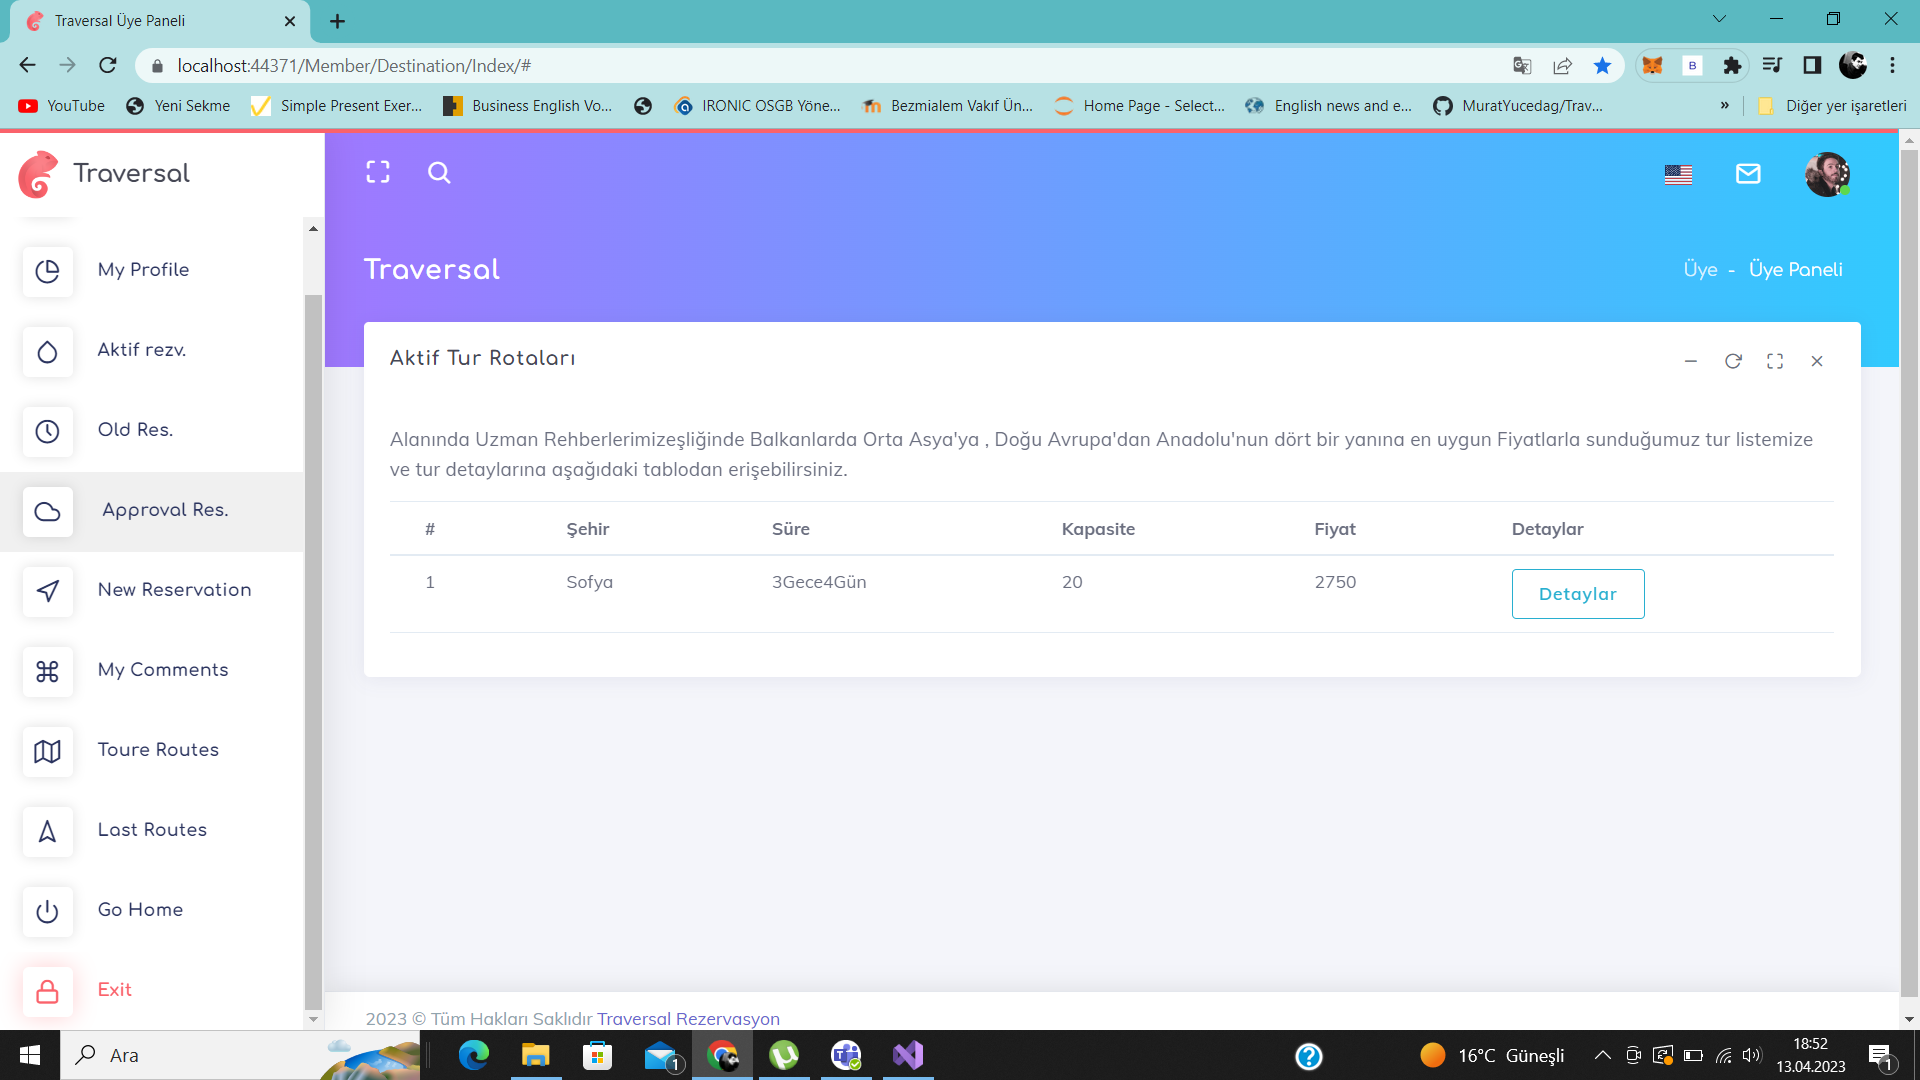 Traversal Üye Paneli
localhost:44371/Member/Destination/Index/#
YouTube
Yeni Sekme
Simple Present Exer...
Business English Vo...
IRONIC OSGB Yöne...
Bezmialem Vakıf Ün...
Home Page - Select...
English news and e...
MuratYucedag/Trav...
»
Diğer yer işaretleri
Traversal
My Profile
Aktif rezv.
Old Res.
Approval Res.
New Reservation
My Comments
Toure Routes
Last Routes
Go Home
Exit
Traversal
Üye - Üye Paneli
Aktif Tur Rotaları
Alanında Uzman Rehberlerimizeşliğinde Balkanlarda Orta Asya'ya , Doğu Avrupa'dan Anadolu'nun dört bir yanına en uygun Fiyatlarla sunduğumuz tur listemize
ve tur detaylarına aşağıdaki tablodan erişebilirsiniz.
# Şehir Süre Kapasite Fiyat Detaylar
1 Sofya 3Gece4Gün 20 2750 Detaylar
2023 © Tüm Hakları Saklıdır Traversal Rezervasyon
Ara
1
16°C Güneşli
18:52
13.04.2023
1